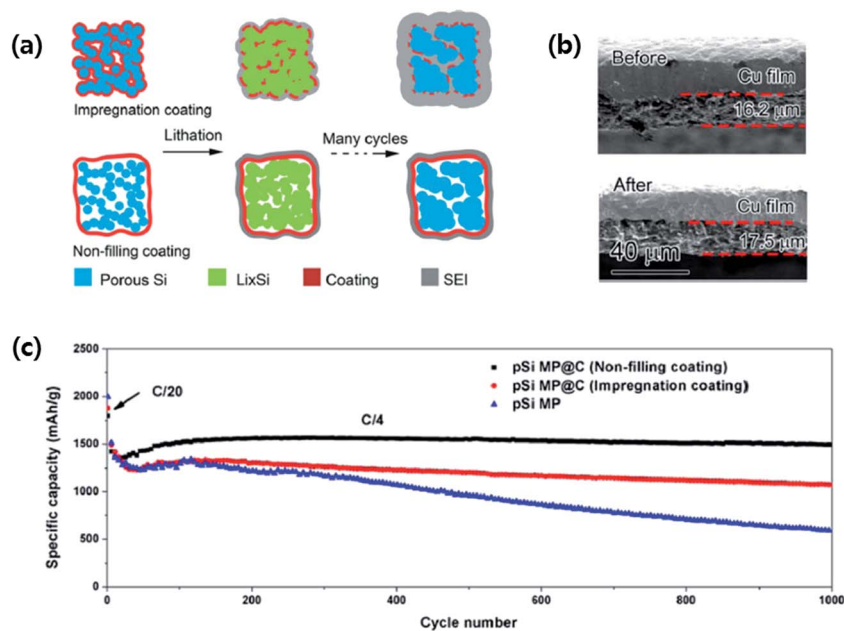 (a)
Impregnation coating
Lithation
Many cycles
Non-filling coating
Porous Si
LixSi
Coating
SEI
(b)
Before
Cu film
16.2 μm
After
Cu film
17.5 μm
40 μm
(c)
2500
2000
1500
1000
500
0
Specific capacity (mAh/g)
C/20
C/4
pSi MP@C (Non-filling coating)
pSi MP@C (Impregnation coating)
pSi MP
0
200
400
600
800
1000
Cycle number